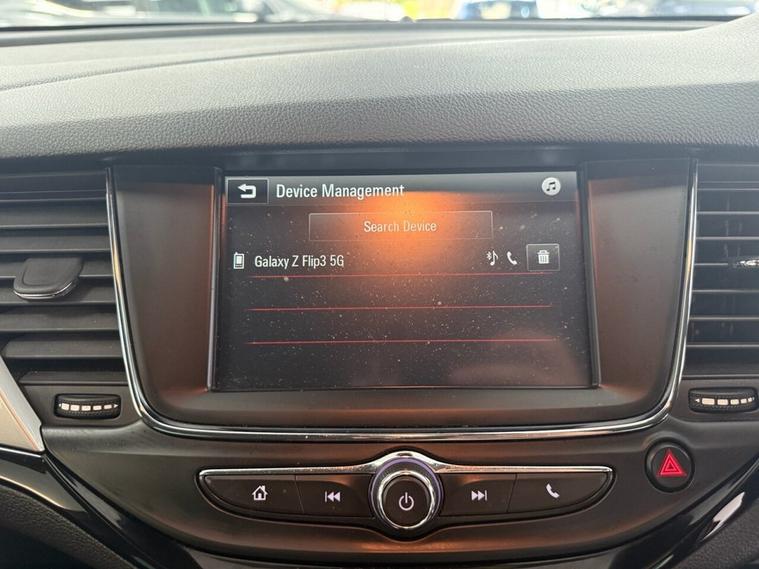 Device Management
Search Device
Galaxy Z Flip3 5G